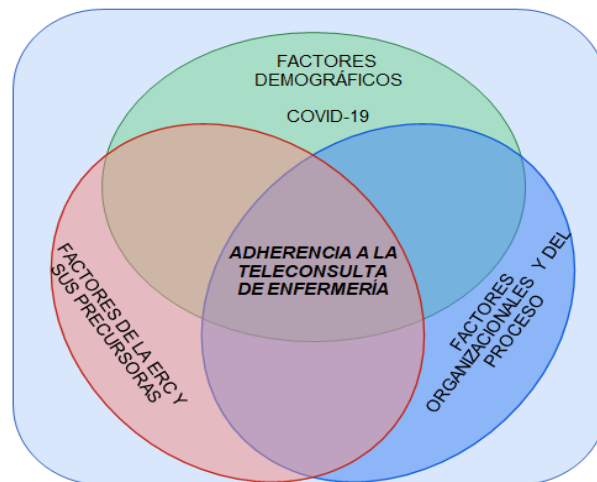 FACTORES
DEMOGRÁFICOS
COVID-19
ADHERENCIA A LA
TELECONSULTA
DE ENFERMERÍA
FACTORES DE LA ERC Y
SUS PRECURSORAS
FACTORES
ORGANIZACIONALES Y DEL
PROCESO